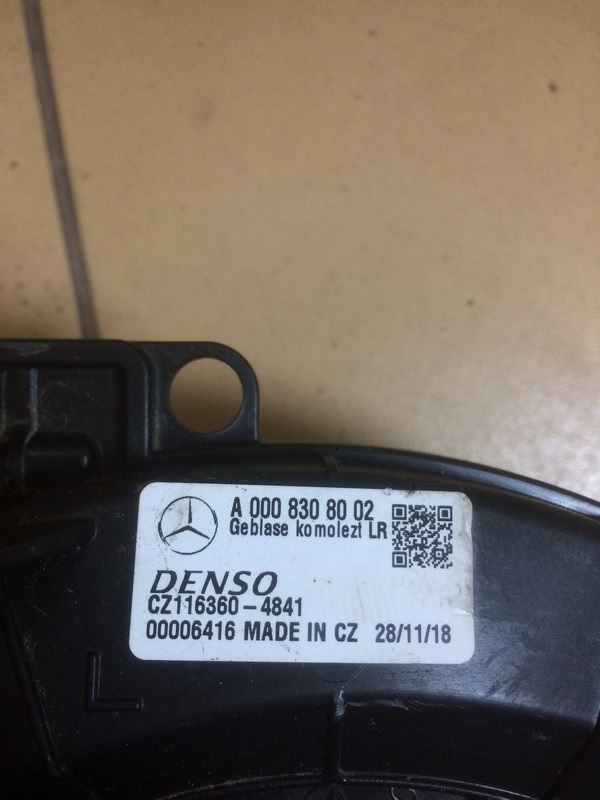 A 000 830 80 02
Geblase komolezt LR
DENSO
CZ116360-4841
00006416 MADE IN CZ 28/11/18
L